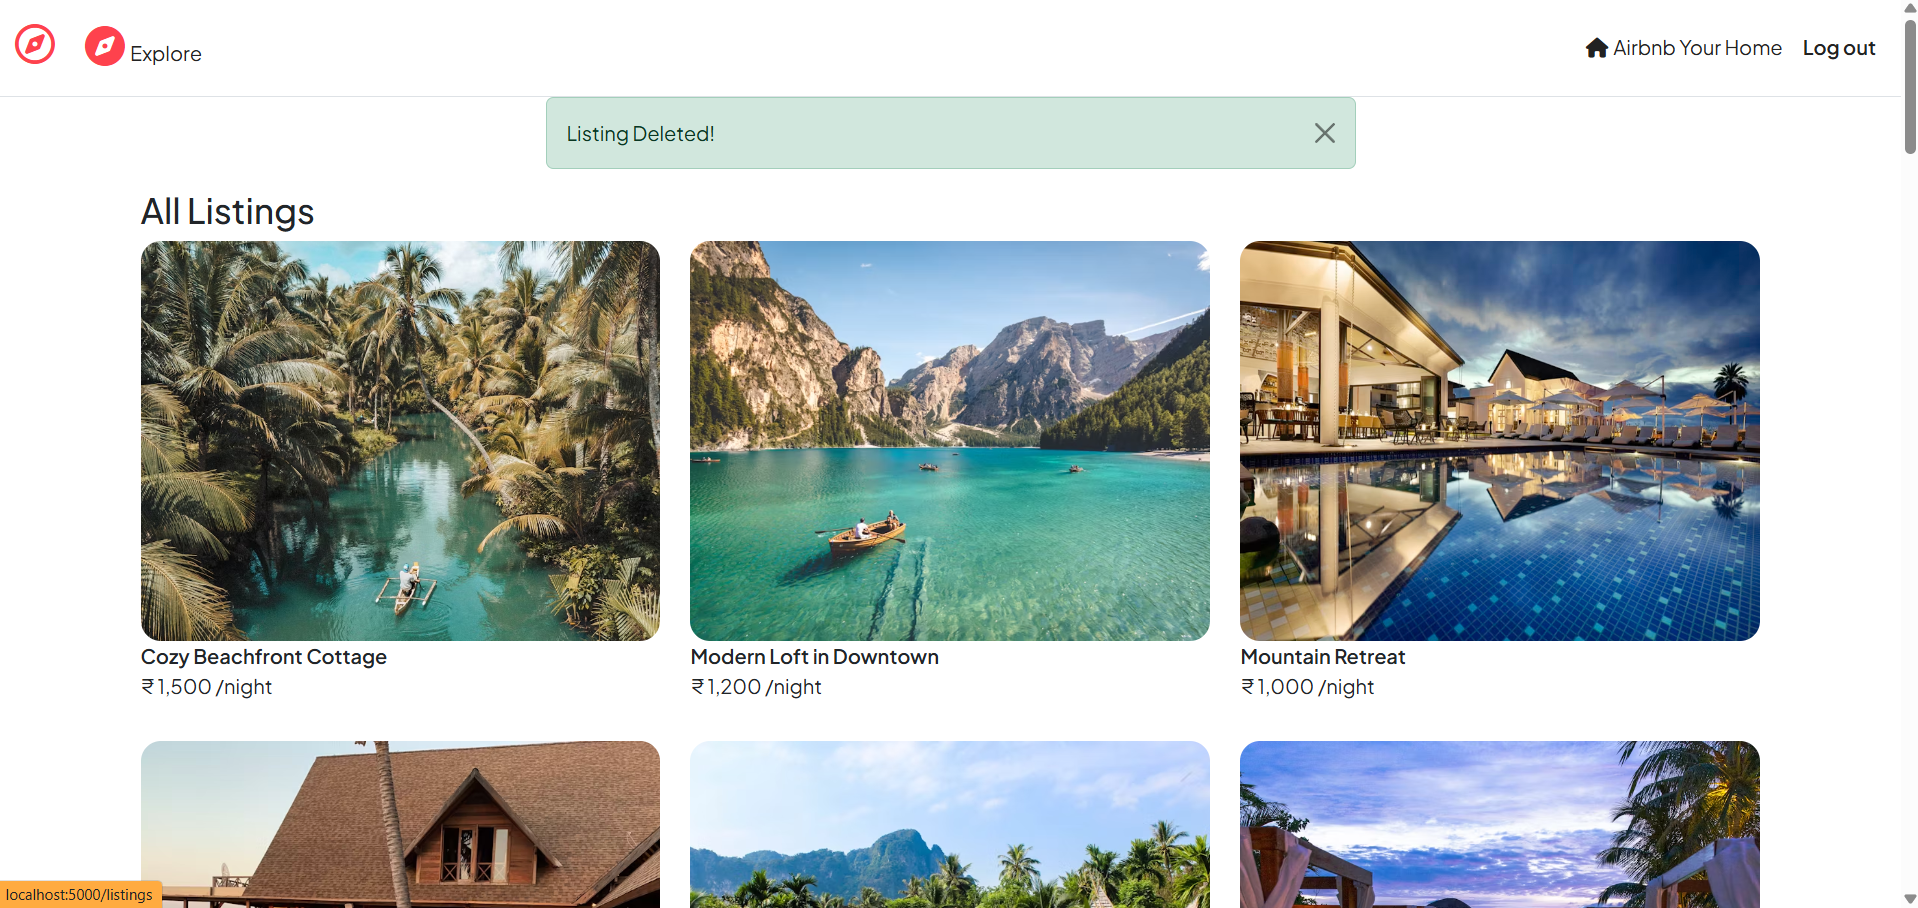 Explore
Airbnb Your Home
Log out
Listing Deleted!
All Listings
Cozy Beachfront Cottage
₹1,500 /night
Modern Loft in Downtown
₹1,200 /night
Mountain Retreat
₹1,000 /night
localhost:5000/listings